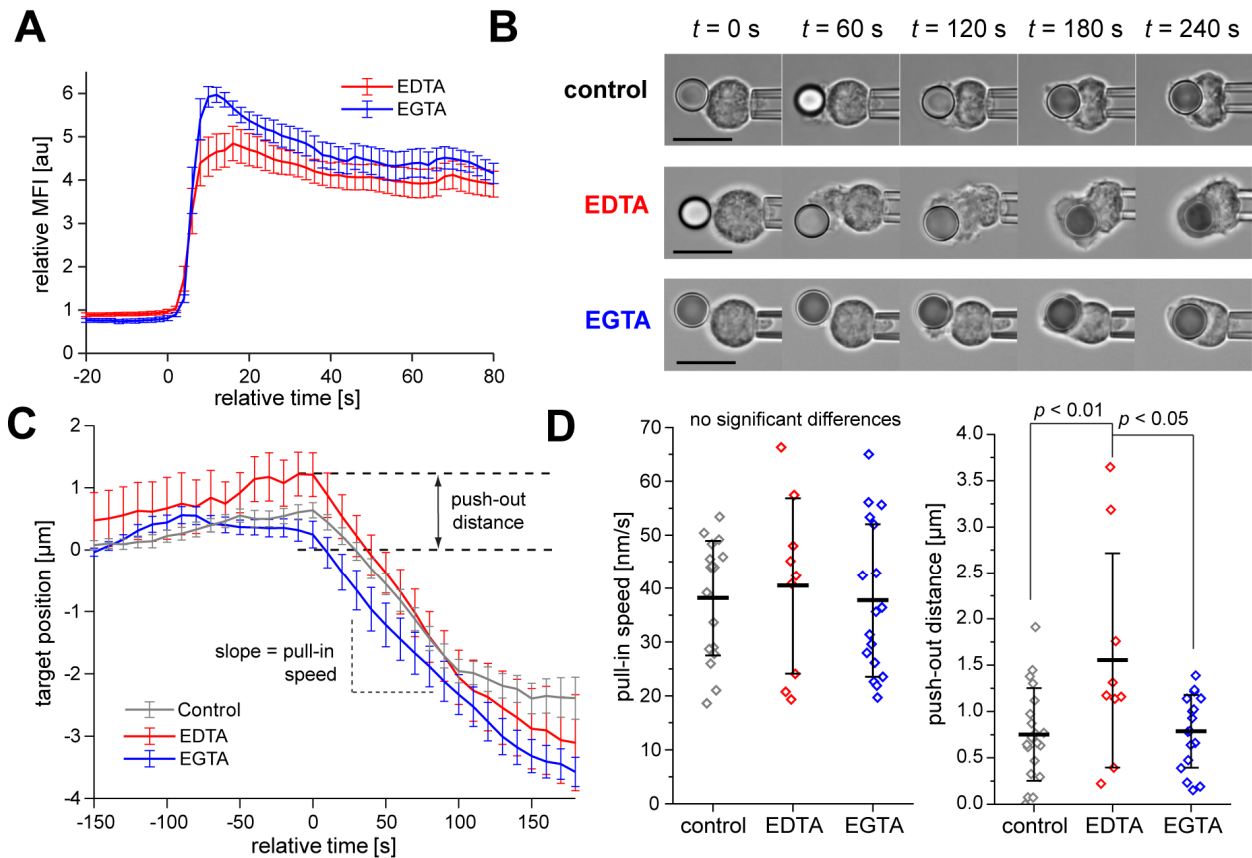 A
relative MFI [au]
6
5
4
3
2
1
0
-20
0
20
40
60
80
relative time [s]
EDTA
EGTA
B
t = 0 s
t = 60 s
t = 120 s
t = 180 s
t = 240 s
control
EDTA
EGTA
C
target position [µm]
2
1
0
-1
-2
-3
-4
-150
-100
-50
0
50
100
150
relative time [s]
push-out
distance
slope = pull-in
speed
Control
EDTA
EGTA
D
no significant differences
pull-in speed [nm/s]
70
60
50
40
30
20
10
0
control
EDTA
EGTA
p < 0.01
p < 0.05
push-out distance [µm]
4.0
3.5
3.0
2.5
2.0
1.5
1.0
0.5
0.0
control
EDTA
EGTA